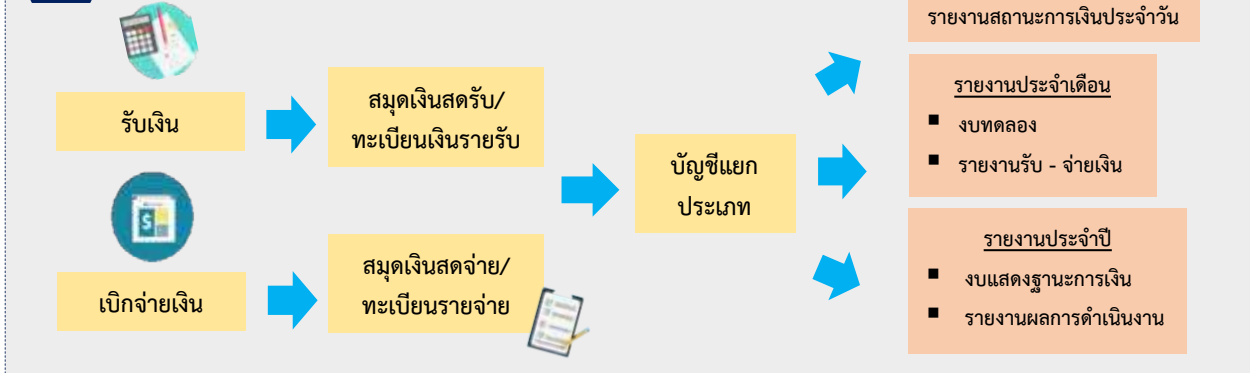 รายงานสถานะการเงินประจำวัน
รับเงิน
สมุดเงินสดรับ/
ทะเบียนเงินรายรับ
เบิกจ่ายเงิน
สมุดเงินสดจ่าย/
ทะเบียนรายจ่าย
บัญชีแยก
ประเภท
รายงานประจำเดือน
▪ งบทดลอง
▪ รายงานรับ - จ่ายเงิน
รายงานประจำปี
▪ งบแสดงฐานะการเงิน
▪ รายงานผลการดำเนินงาน